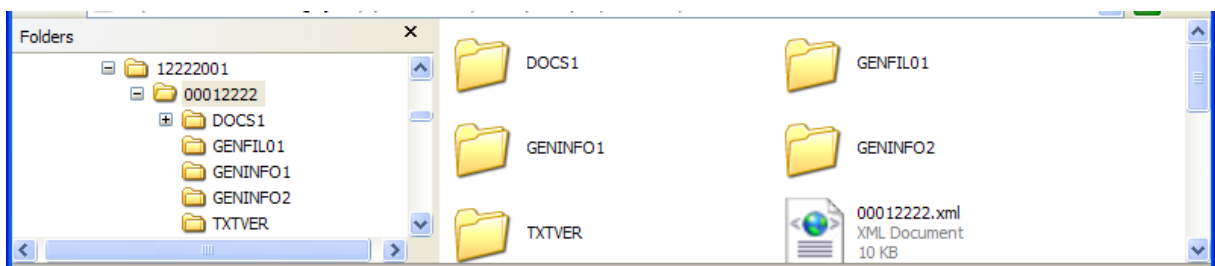 Folders
12222001
00012222
DOCS1
GENFIL01
GENINFO1
GENINFO2
TXTVER
DOCS1
GENFIL01
GENINFO1
GENINFO2
TXTVER
00012222.xml
XML Document
10 KB